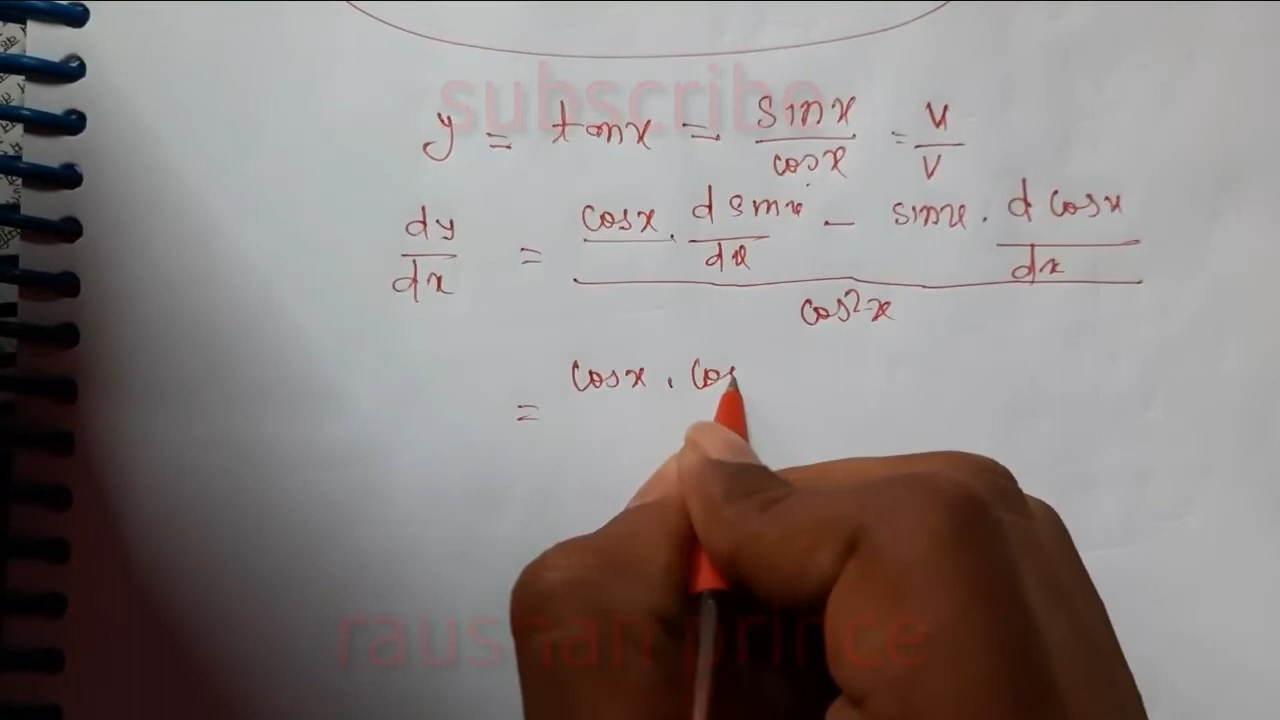 subscribe
y = tanx = sinx/cosx = u/v
dy/dx = (cosx . d sinx/dx - sinx . d cosx/dx)/cos²x
= cosx . cos
raushan prince